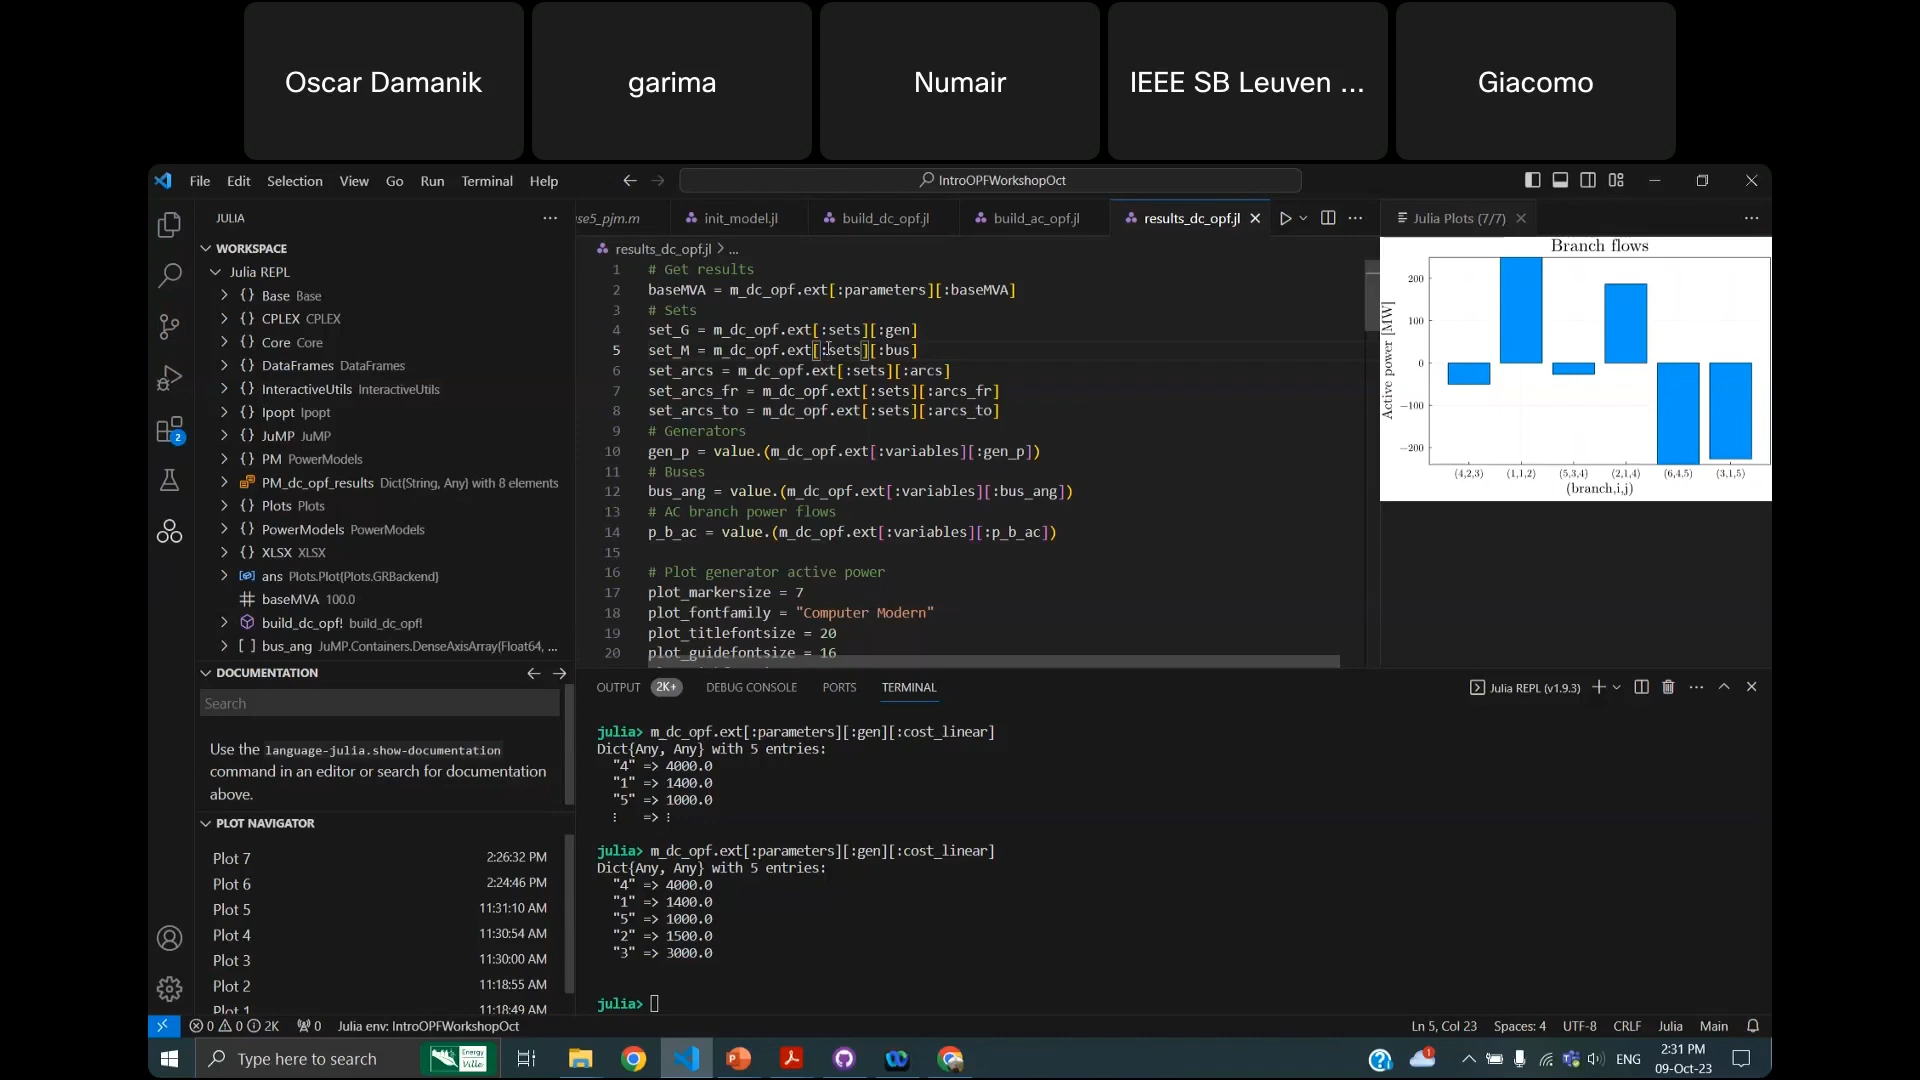 Oscar Damanik
garima
Numair
IEEE SB Leuven ...
Giacomo
File Edit Selection View Go Run Terminal Help
IntroOPFWorkshopOct
JULIA
WORKSPACE
Julia REPL
{} Base Base
{} CPLEX CPLEX
{} Core Core
{} DataFrames DataFrames
{} InteractiveUtils InteractiveUtils
{} Ipopt Ipopt
{} JuMP JuMP
{} PM PowerModels
PM_dc_opf_results Dict{String, Any} with 8 elements
{} Plots Plots
{} PowerModels PowerModels
{} XLSX XLSX
ans Plots.Plot{Plots.GRBackend}
baseMVA 100.0
build_dc_opf! build_dc_opf!
[ ] bus_ang JuMP.Containers.DenseAxisArray{Float64, ...
DOCUMENTATION
Search
Use the language-julia.show-documentation
command in an editor or search for documentation
above.
PLOT NAVIGATOR
Plot 7 2:26:32 PM
Plot 6 2:24:46 PM
Plot 5 11:31:10 AM
Plot 4 11:30:54 AM
Plot 3 11:30:00 AM
Plot 2 11:18:55 AM
Plot 1 11:18:49 AM
se5_pjm.m init_model.jl build_dc_opf.jl build_ac_opf.jl results_dc_opf.jl
results_dc_opf.jl > ...
1 # Get results
2 baseMVA = m_dc_opf.ext[:parameters][:baseMVA]
3 # Sets
4 set_G = m_dc_opf.ext[:sets][:gen]
5 set_M = m_dc_opf.ext[:sets][:bus]
6 set_arcs = m_dc_opf.ext[:sets][:arcs]
7 set_arcs_fr = m_dc_opf.ext[:sets][:arcs_fr]
8 set_arcs_to = m_dc_opf.ext[:sets][:arcs_to]
9 # Generators
10 gen_p = value.(m_dc_opf.ext[:variables][:gen_p])
11 # Buses
12 bus_ang = value.(m_dc_opf.ext[:variables][:bus_ang])
13 # AC branch power flows
14 p_b_ac = value.(m_dc_opf.ext[:variables][:p_b_ac])
15
16 # Plot generator active power
17 plot_markersize = 7
18 plot_fontfamily = "Computer Modern"
19 plot_titlefontsize = 20
20 plot_guidefontsize = 16
Julia Plots (7/7)
Branch flows
Active power [MW]
200
100
0
−100
−200
(4,2,3) (1,1,2) (5,3,4) (2,1,4) (6,4,5) (3,1,5)
(branch,i,j)
OUTPUT 2K+ DEBUG CONSOLE PORTS TERMINAL
Julia REPL (v1.9.3)
julia> m_dc_opf.ext[:parameters][:gen][:cost_linear]
Dict{Any, Any} with 5 entries:
"4" => 4000.0
"1" => 1400.0
"5" => 1000.0
⋮ => ⋮
julia> m_dc_opf.ext[:parameters][:gen][:cost_linear]
Dict{Any, Any} with 5 entries:
"4" => 4000.0
"1" => 1400.0
"5" => 1000.0
"2" => 1500.0
"3" => 3000.0
julia>
0 0 2K 0 Julia env: IntroOPFWorkshopOct
Ln 5, Col 23 Spaces: 4 UTF-8 CRLF Julia Main
Type here to search
Energy
Ville
ENG
2:31 PM
09-Oct-23